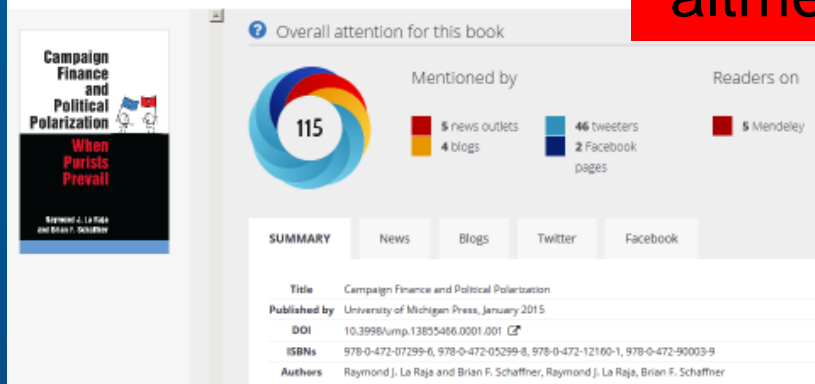 altme
Overall attention for this book
Campaign
Finance
and
Political
Polarization
When
Purists
Prevail
Raymond J. La Raja
and Brian F. Schaffner
115
Mentioned by
5 news outlets
4 blogs
46 tweeters
2 Facebook
pages
Readers on
5 Mendeley
SUMMARY News Blogs Twitter Facebook
Title Campaign Finance and Political Polarization
Published by University of Michigan Press, January 2015
DOI 10.3998/ump.13855466.0001.001
ISBNs 978-0-472-07299-6, 978-0-472-05299-8, 978-0-472-12160-1, 978-0-472-90003-9
Authors Raymond J. La Raja and Brian F. Schaffner, Raymond J. La Raja, Brian F. Schaffner